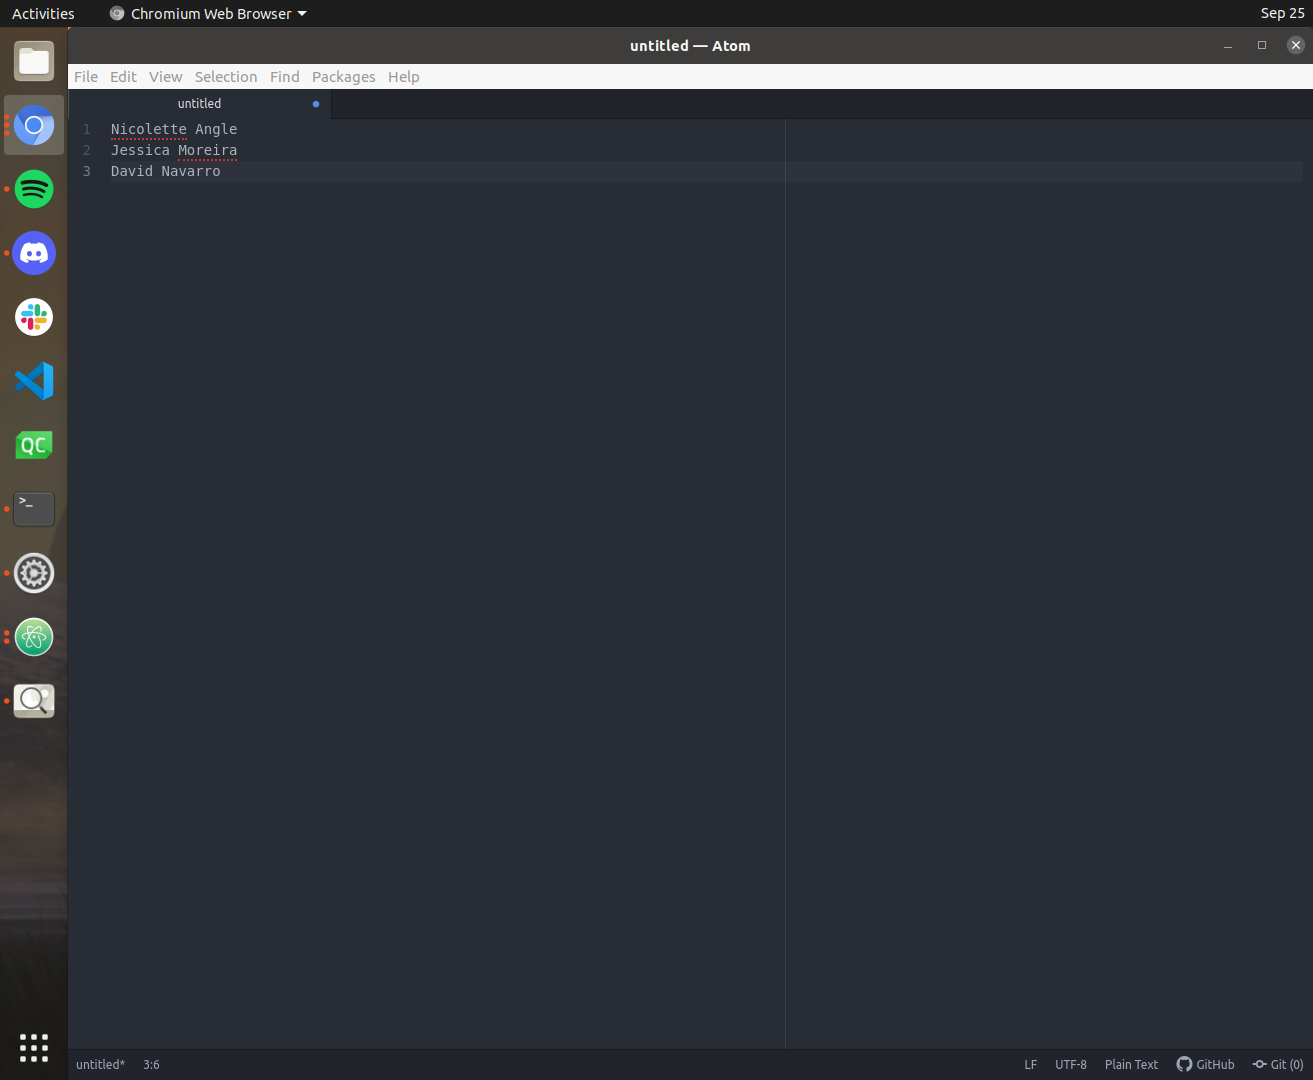 Activities Chromium Web Browser Sep 25
untitled — Atom
File Edit View Selection Find Packages Help
untitled
1 Nicolette Angle
2 Jessica Moreira
3 David Navarro
QC
>_
untitled* 3:6 LF UTF-8 Plain Text GitHub Git (0)